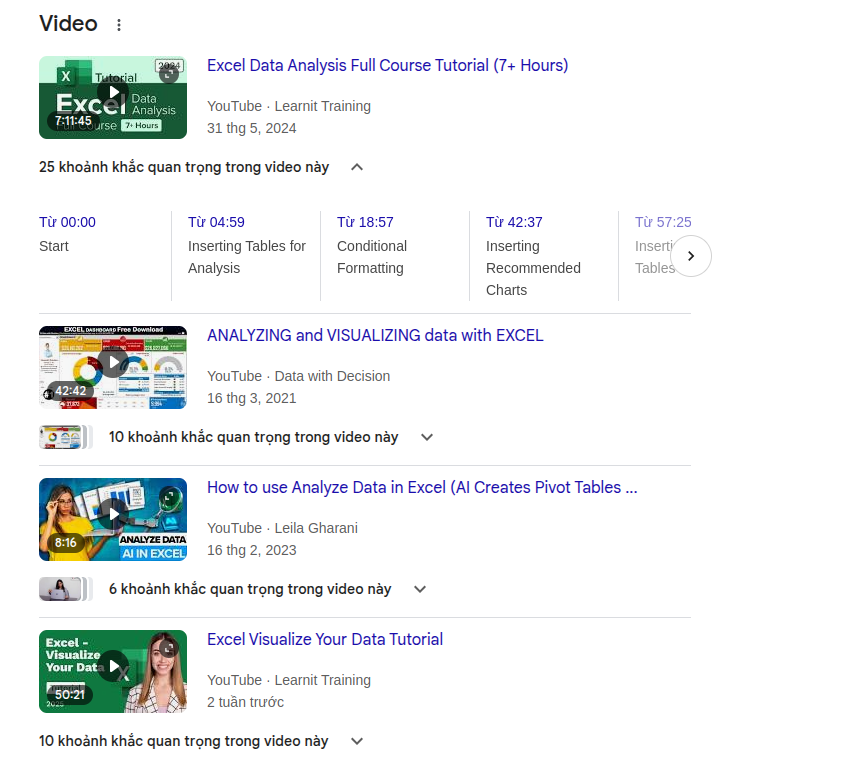 Video
Excel Data Analysis Full Course Tutorial (7+ Hours)
2024
X Tutorial
Excel Data Analysis
Full Course 7+ Hours
7:11:45
YouTube · Learnit Training
31 thg 5, 2024
25 khoảnh khắc quan trọng trong video này
Từ 00:00
Start
Từ 04:59
Inserting Tables for
Analysis
Từ 18:57
Conditional
Formatting
Từ 42:37
Inserting
Recommended
Charts
Từ 57:25
Inserti
Tables
EXCEL DASHBOARD Free Download
42:42
ANALYZING and VISUALIZING data with EXCEL
YouTube · Data with Decision
16 thg 3, 2021
10 khoảnh khắc quan trọng trong video này
8:16
ANALYZE DATA
AI IN EXCEL
How to use Analyze Data in Excel (AI Creates Pivot Tables ...
YouTube · Leila Gharani
16 thg 2, 2023
6 khoảnh khắc quan trọng trong video này
Excel -
Visualize
Your Data
50:21
2025
Excel Visualize Your Data Tutorial
YouTube · Learnit Training
2 tuần trước
10 khoảnh khắc quan trọng trong video này